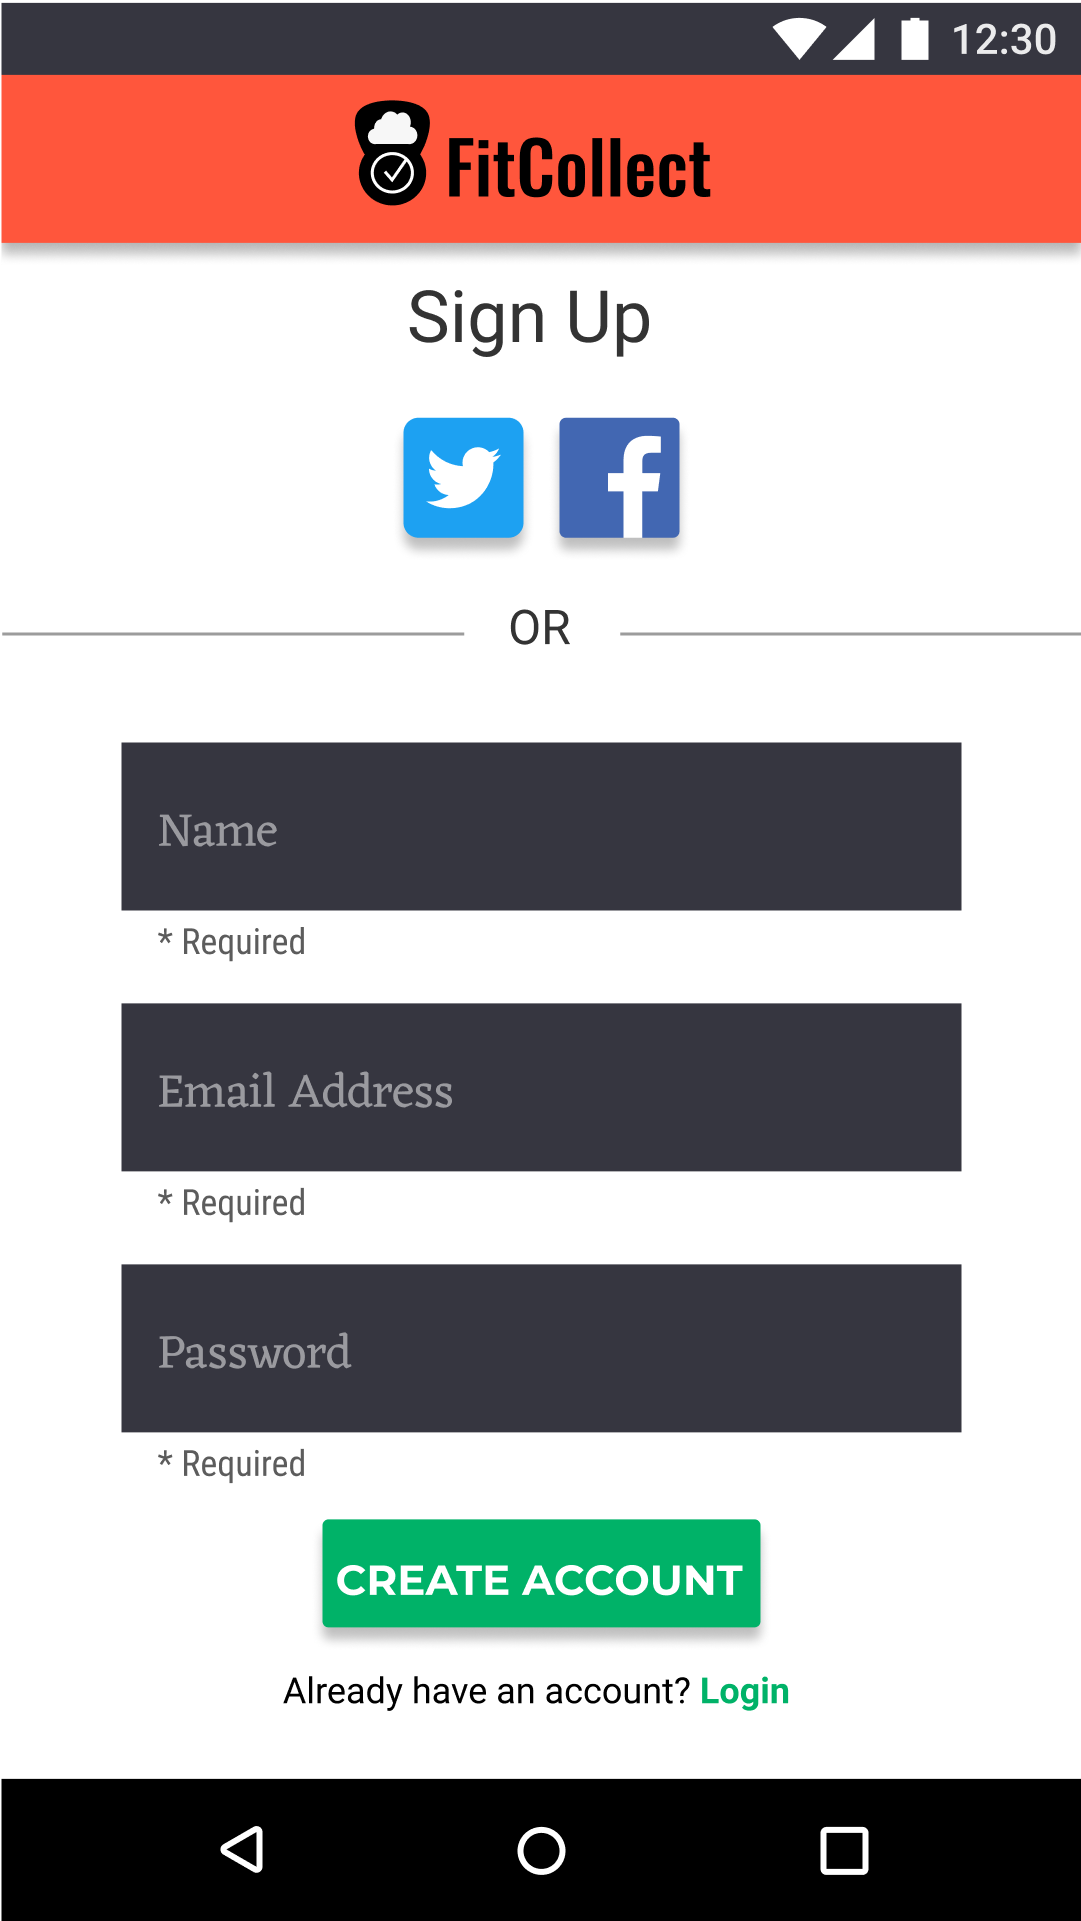 12:30
FitCollect
Sign Up
OR
Name
* Required
Email Address
* Required
Password
* Required
CREATE ACCOUNT
Already have an account? Login